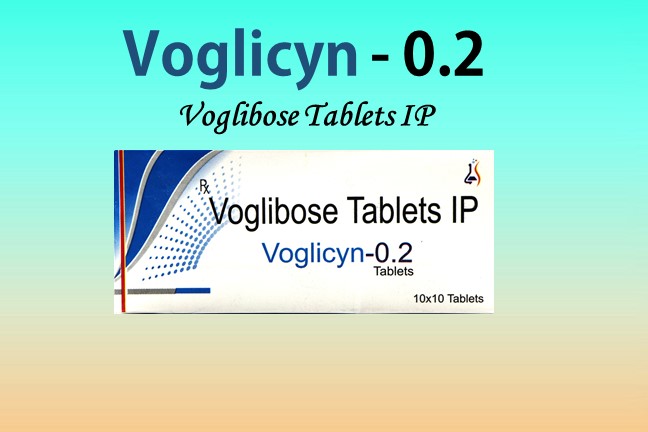 Voglicyn - 0.2
Voglibose Tablets IP
Rx
Voglibose Tablets IP
Voglicyn-0.2
Tablets
10x10 Tablets